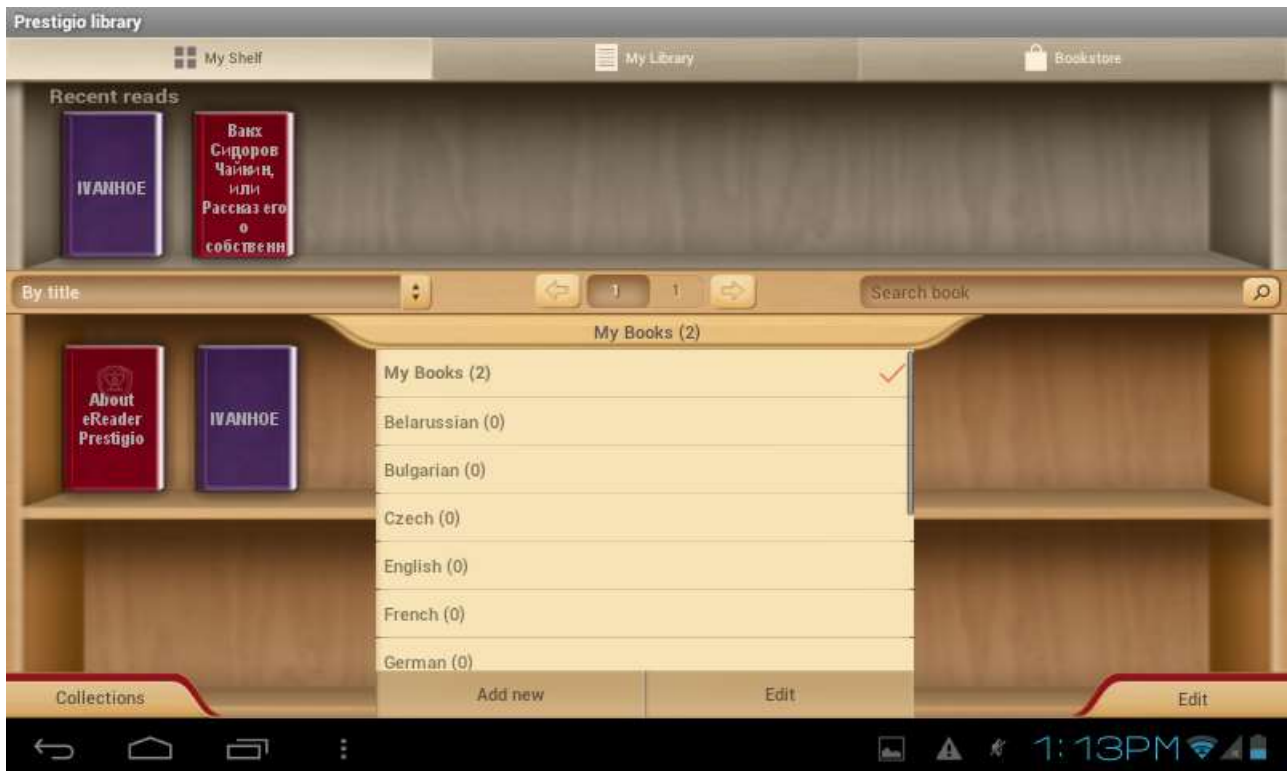 Prestigio library
My Shelf
My Library
Bookstore
Recent reads
IVANHOE
Вакх
Сидоров
Чайкин,
или
Рассказ его
о
собственн
By title
1
1
Search book
My Books (2)
About
eReader
Prestigio
IVANHOE
My Books (2)
Belarussian (0)
Bulgarian (0)
Czech (0)
English (0)
French (0)
German (0)
Collections
Add new
Edit
Edit
1:13PM